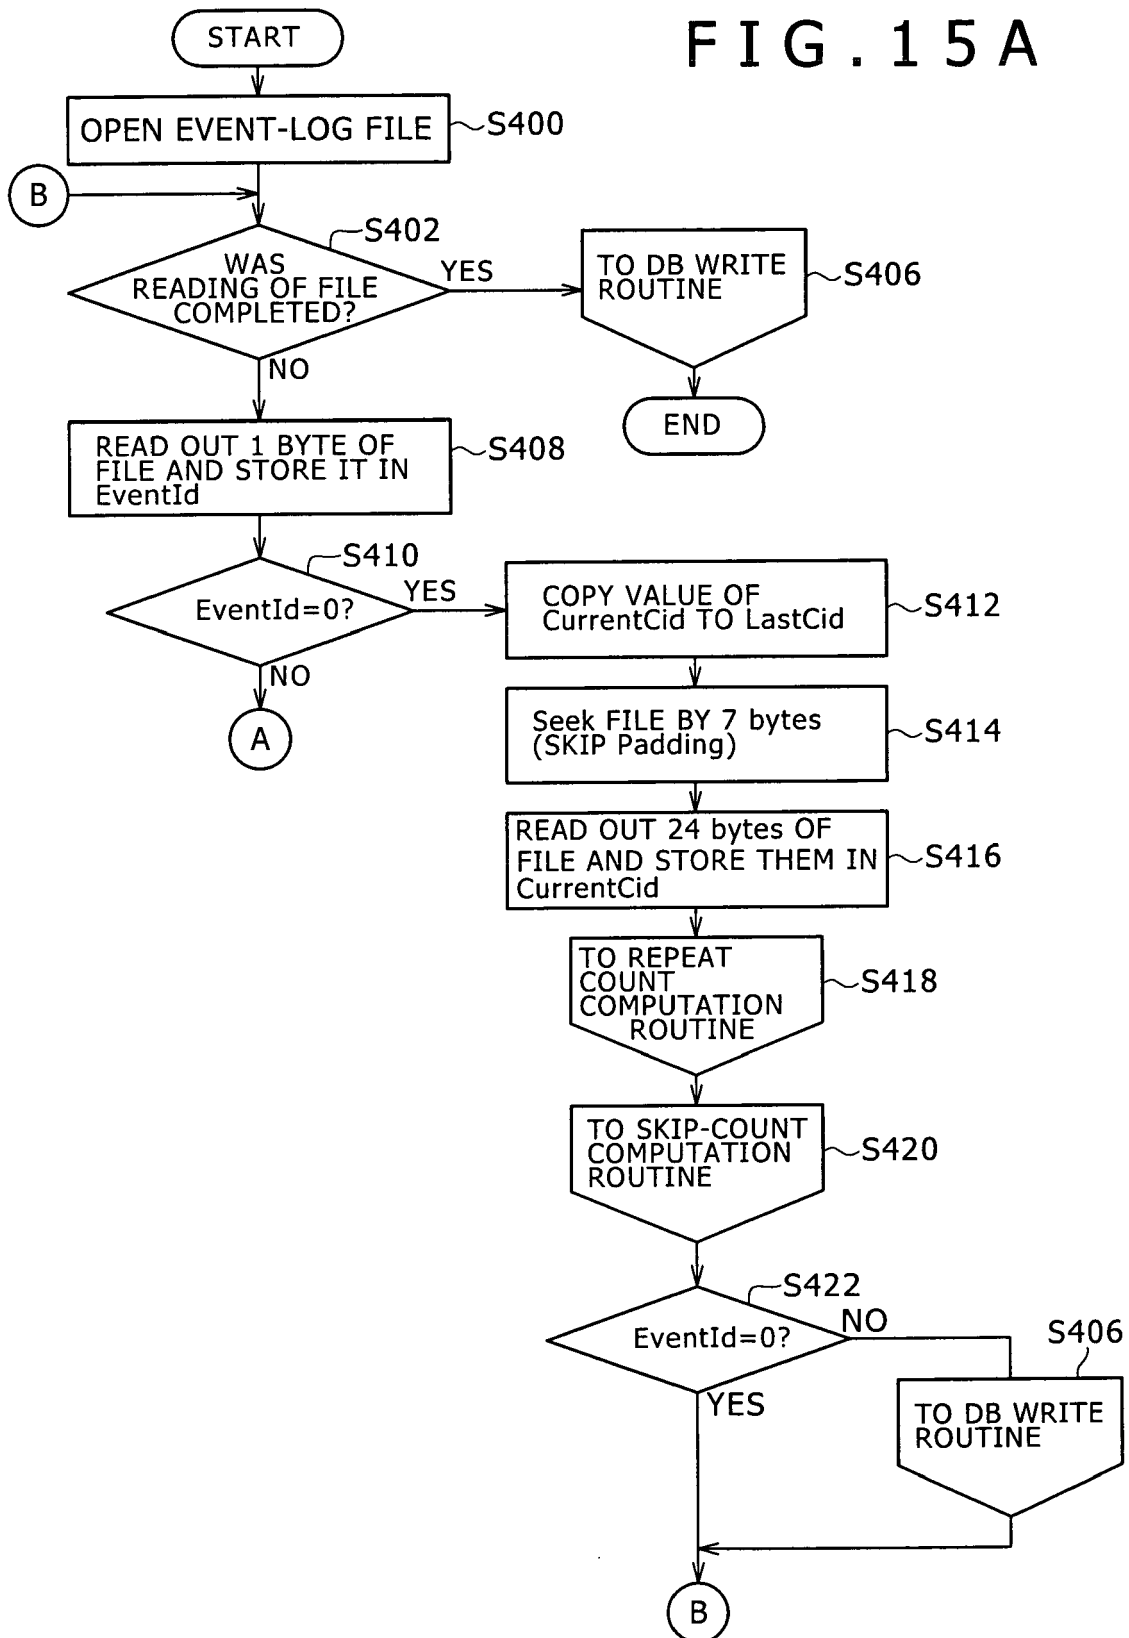 FIG.15A
START
OPEN EVENT-LOG FILE
S400
B
S402
WAS
READING OF FILE
COMPLETED?
YES
TO DB WRITE
ROUTINE
S406
NO
END
READ OUT 1 BYTE OF
FILE AND STORE IT IN
EventId
S408
S410
EventId=0?
YES
COPY VALUE OF
CurrentCid TO LastCid
S412
NO
A
Seek FILE BY 7 bytes
(SKIP Padding)
S414
READ OUT 24 bytes OF
FILE AND STORE THEM IN
CurrentCid
S416
TO REPEAT
COUNT
COMPUTATION
ROUTINE
S418
TO SKIP-COUNT
COMPUTATION
ROUTINE
S420
S422
EventId=0?
NO
S406
YES
TO DB WRITE
ROUTINE
B